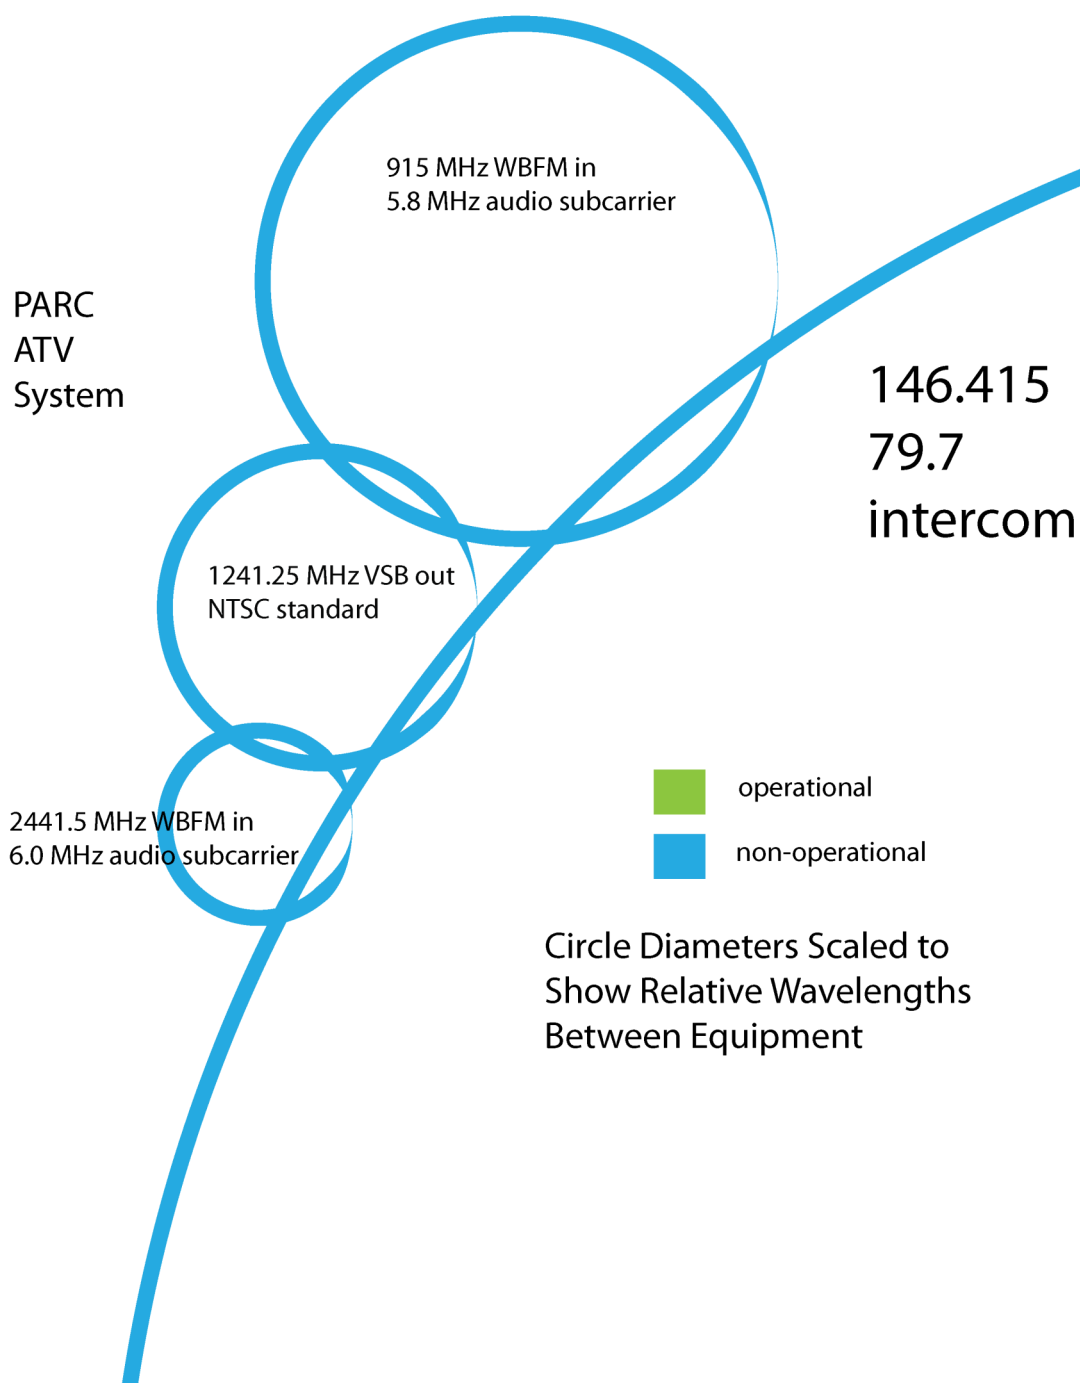 915 MHz WBFM in
5.8 MHz audio subcarrier
PARC
ATV
System
146.415
79.7
intercom
1241.25 MHz VSB out
NTSC standard
2441.5 MHz WBFM in
6.0 MHz audio subcarrier
operational
non-operational
Circle Diameters Scaled to
Show Relative Wavelengths
Between Equipment